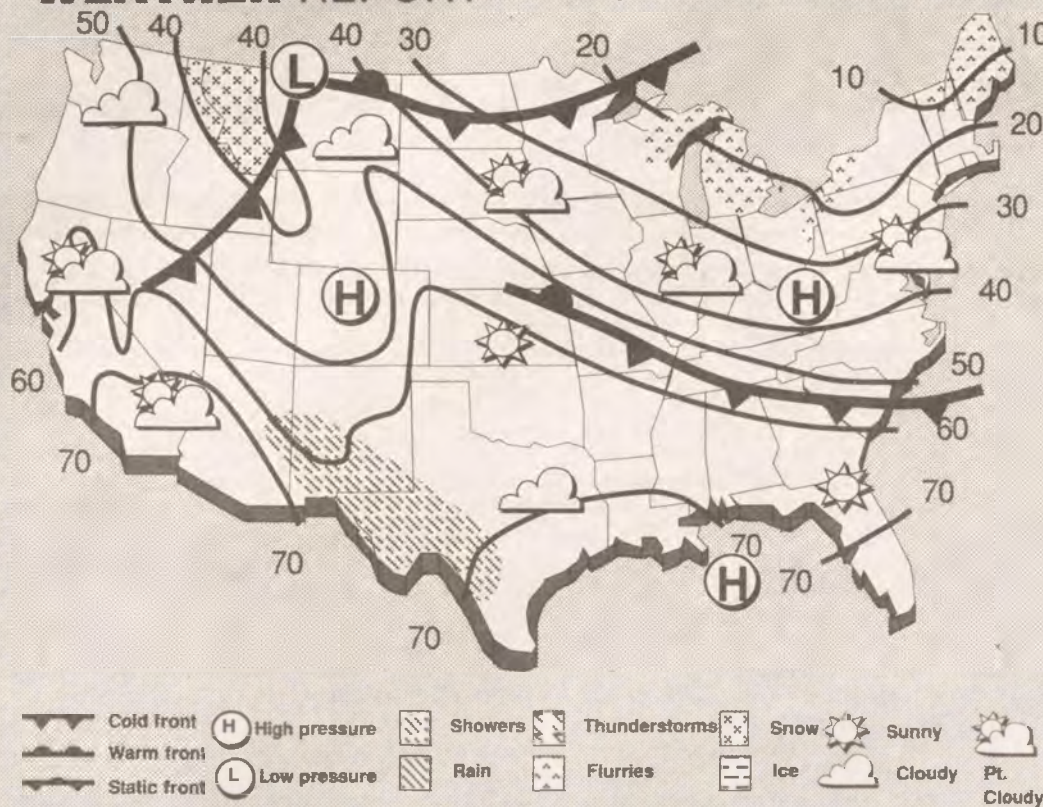 WEATHER REPORT
50 40 40 40 30 20 10 10
20
30
40
50
60
60
70
70
70
70
70
70
L
H
H
H
Cold front
Warm front
Static front
H High pressure
L Low pressure
Showers
Rain
Thunderstorms
Flurries
Snow
Ice
Sunny
Cloudy
Pt.
Cloudy